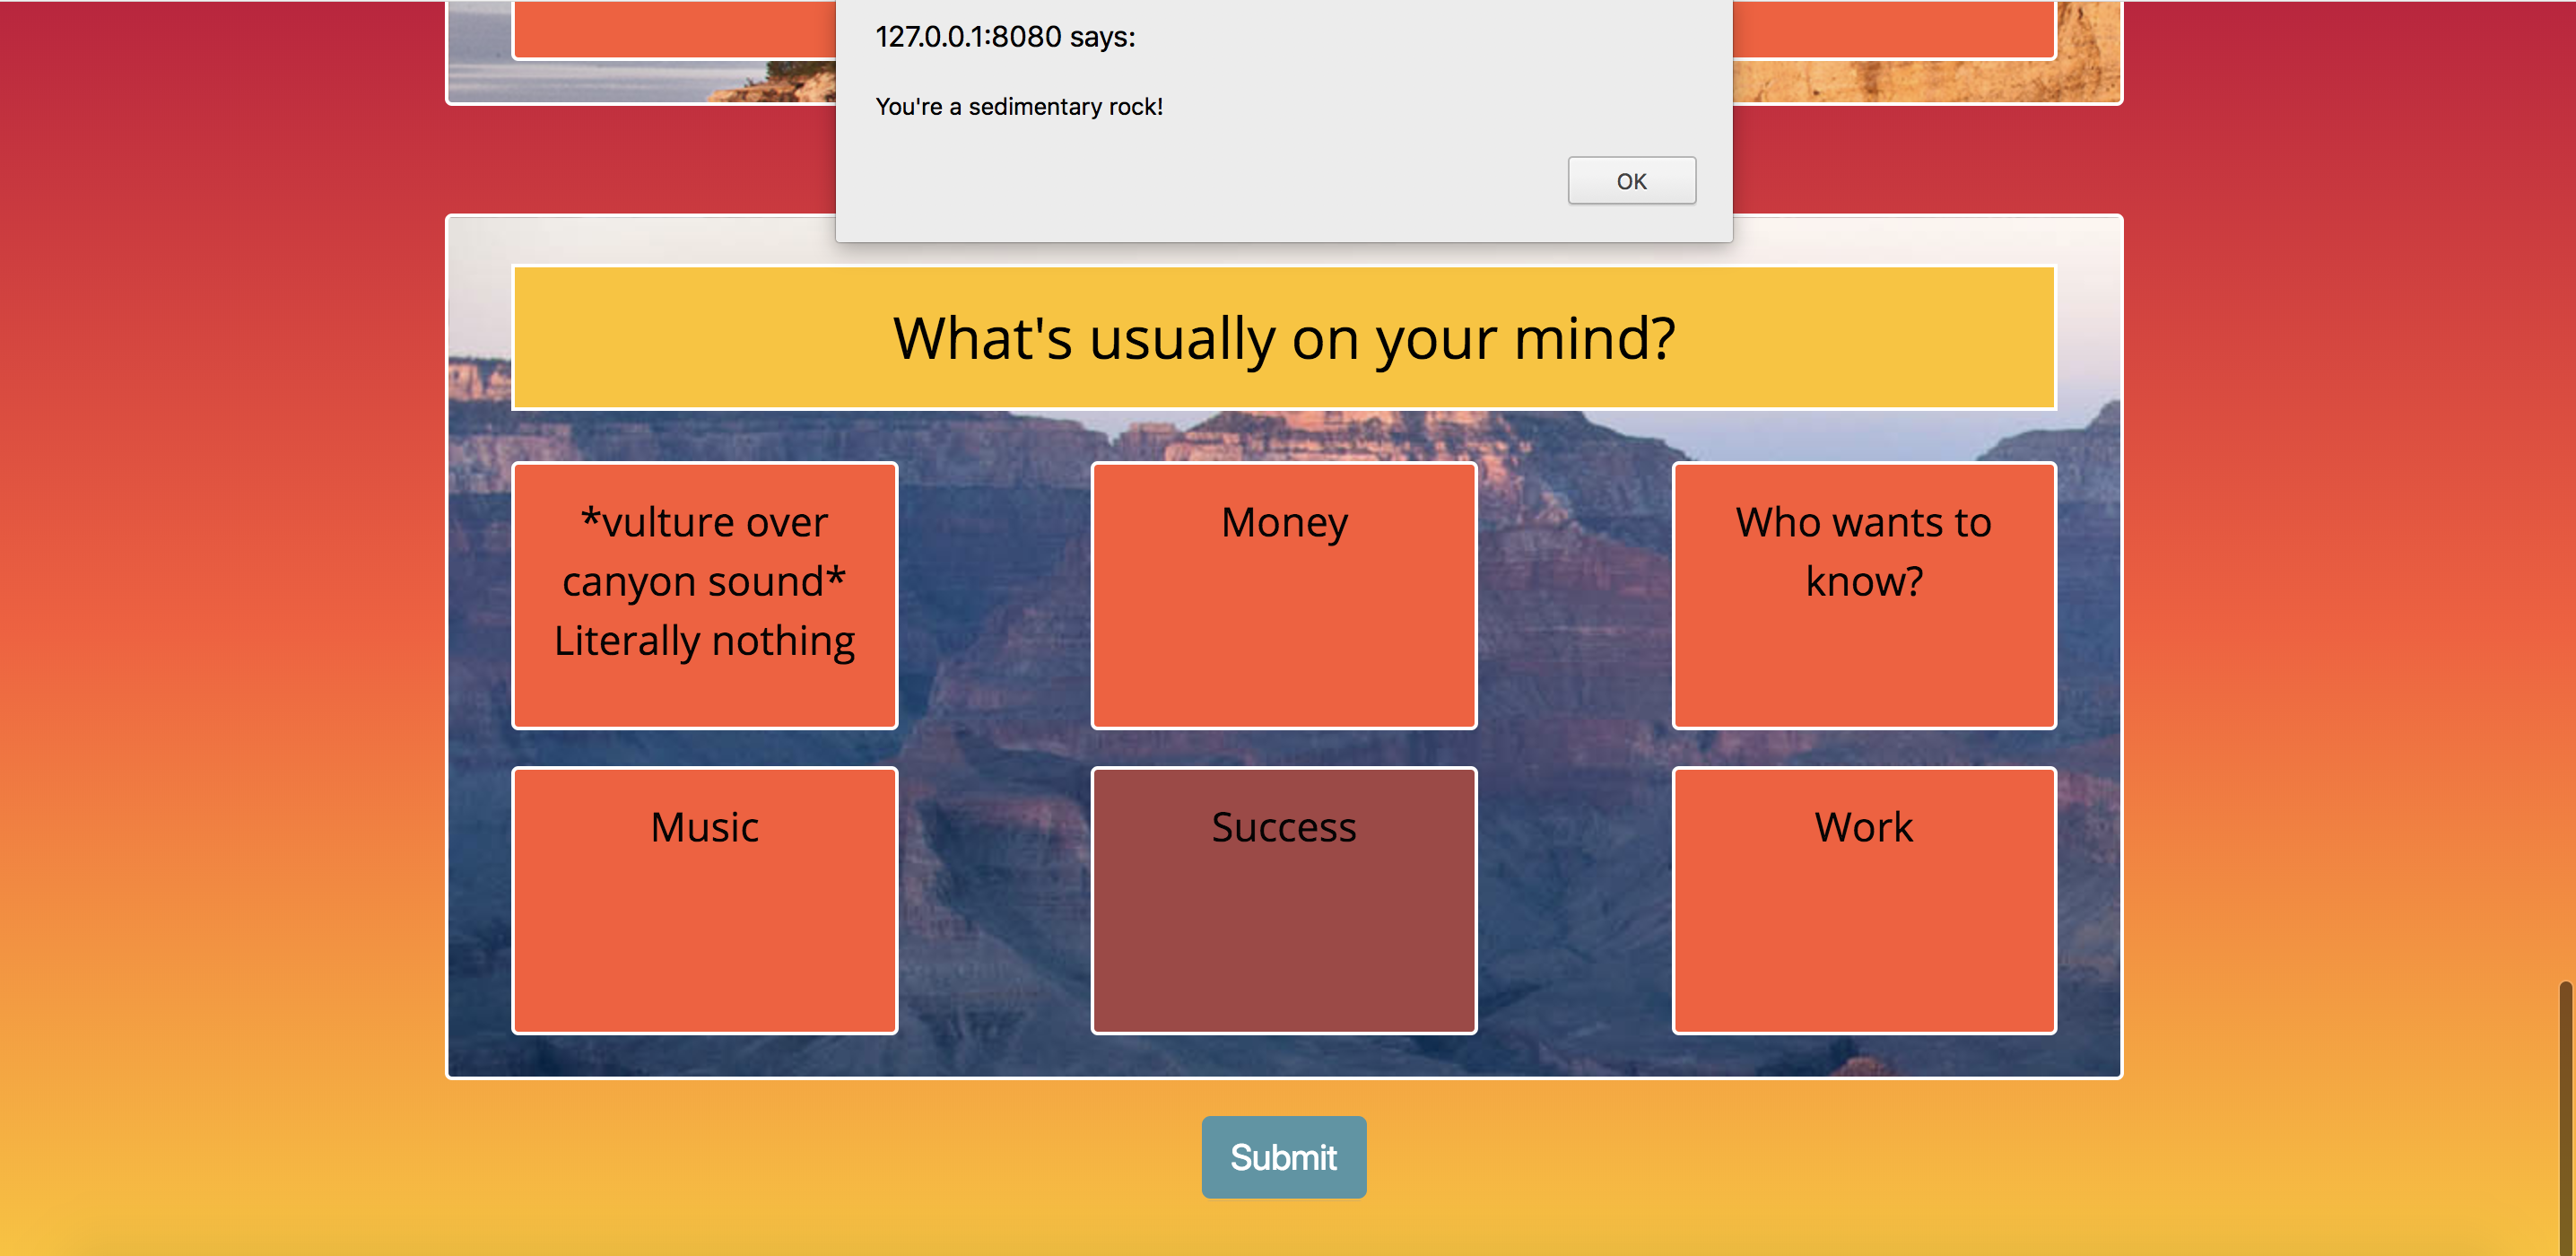 127.0.0.1:8080 says:
You're a sedimentary rock!
OK
What's usually on your mind?
*vulture over
canyon sound*
Literally nothing
Money
Who wants to
know?
Music
Success
Work
Submit